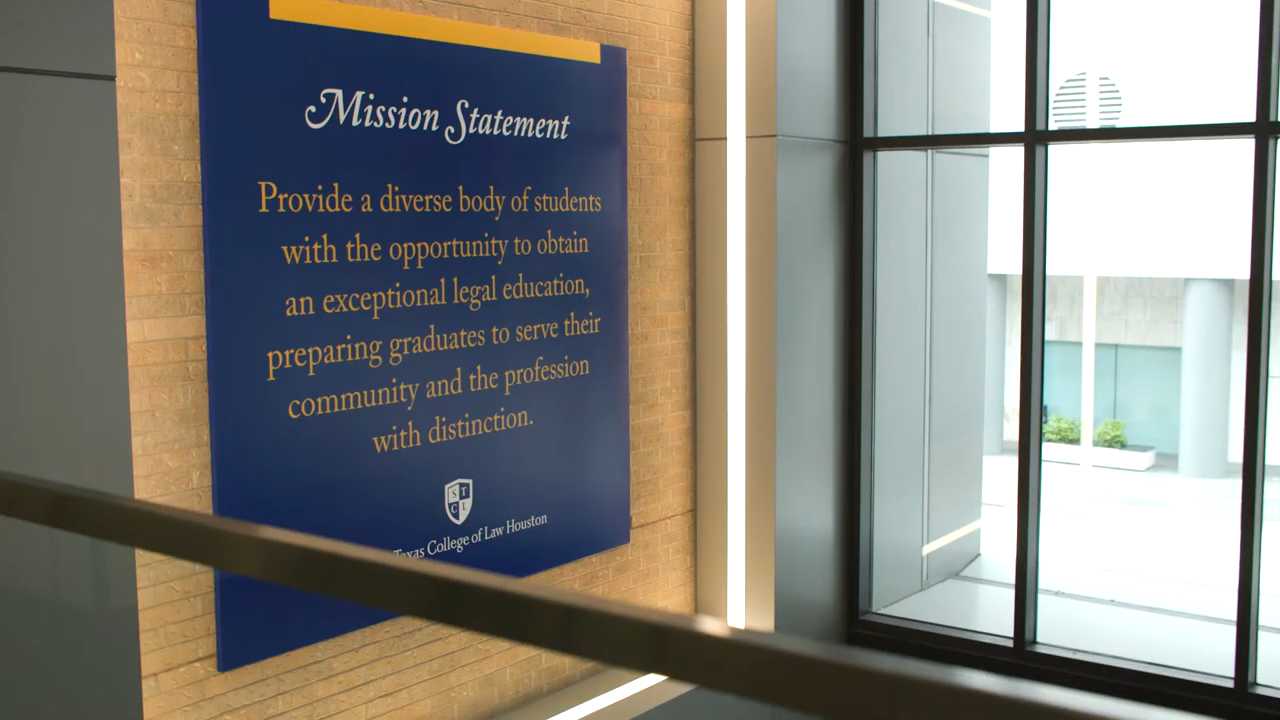 Mission Statement
Provide a diverse body of students
with the opportunity to obtain
an exceptional legal education,
preparing graduates to serve their
community and the profession
with distinction.
S T
C L
Texas College of Law Houston